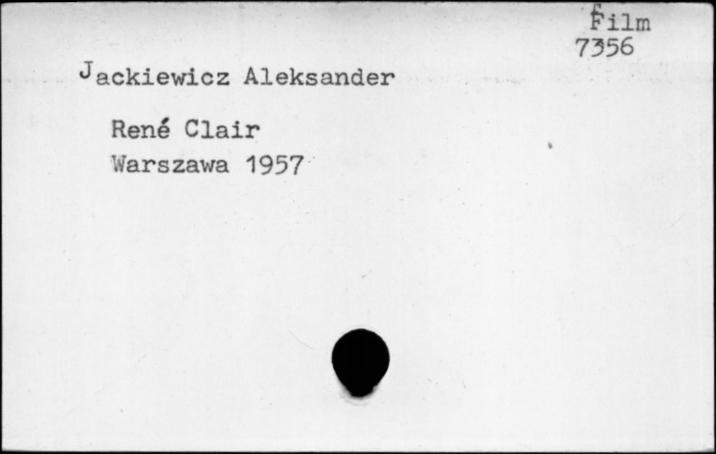 Film
7356
Jackiewicz Aleksander
René Clair
Warszawa 1957